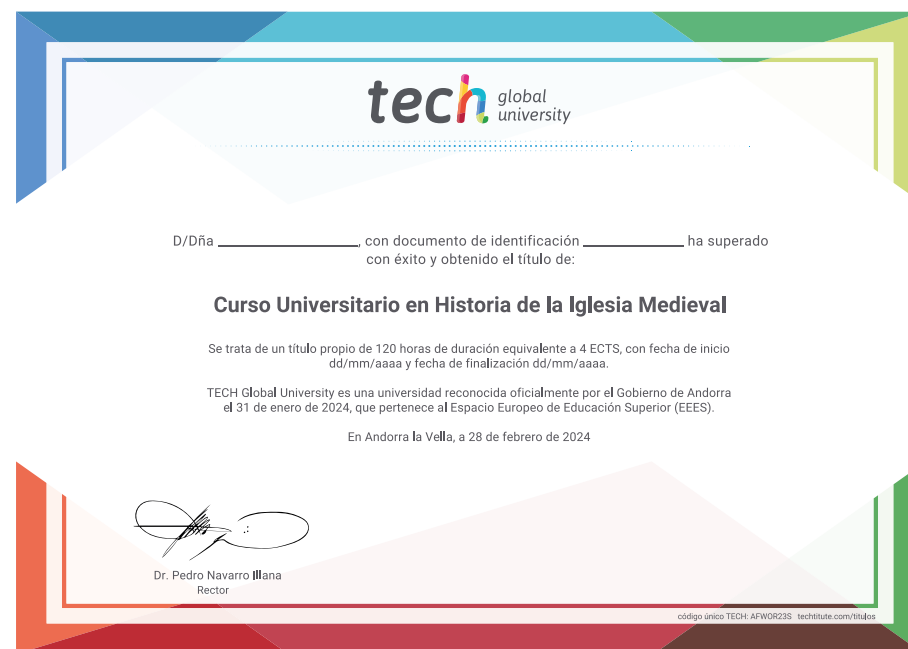 tech global university
D/Dña ____________________, con documento de identificación ______________ ha superado
con éxito y obtenido el título de:
Curso Universitario en Historia de la Iglesia Medieval
Se trata de un título propio de 120 horas de duración equivalente a 4 ECTS, con fecha de inicio
dd/mm/aaaa y fecha de finalización dd/mm/aaaa.
TECH Global University es una universidad reconocida oficialmente por el Gobierno de Andorra
el 31 de enero de 2024, que pertenece al Espacio Europeo de Educación Superior (EEES).
En Andorra la Vella, a 28 de febrero de 2024
Dr. Pedro Navarro Illana
Rector
código único TECH: AFWOR23S techtitute.com/titulos